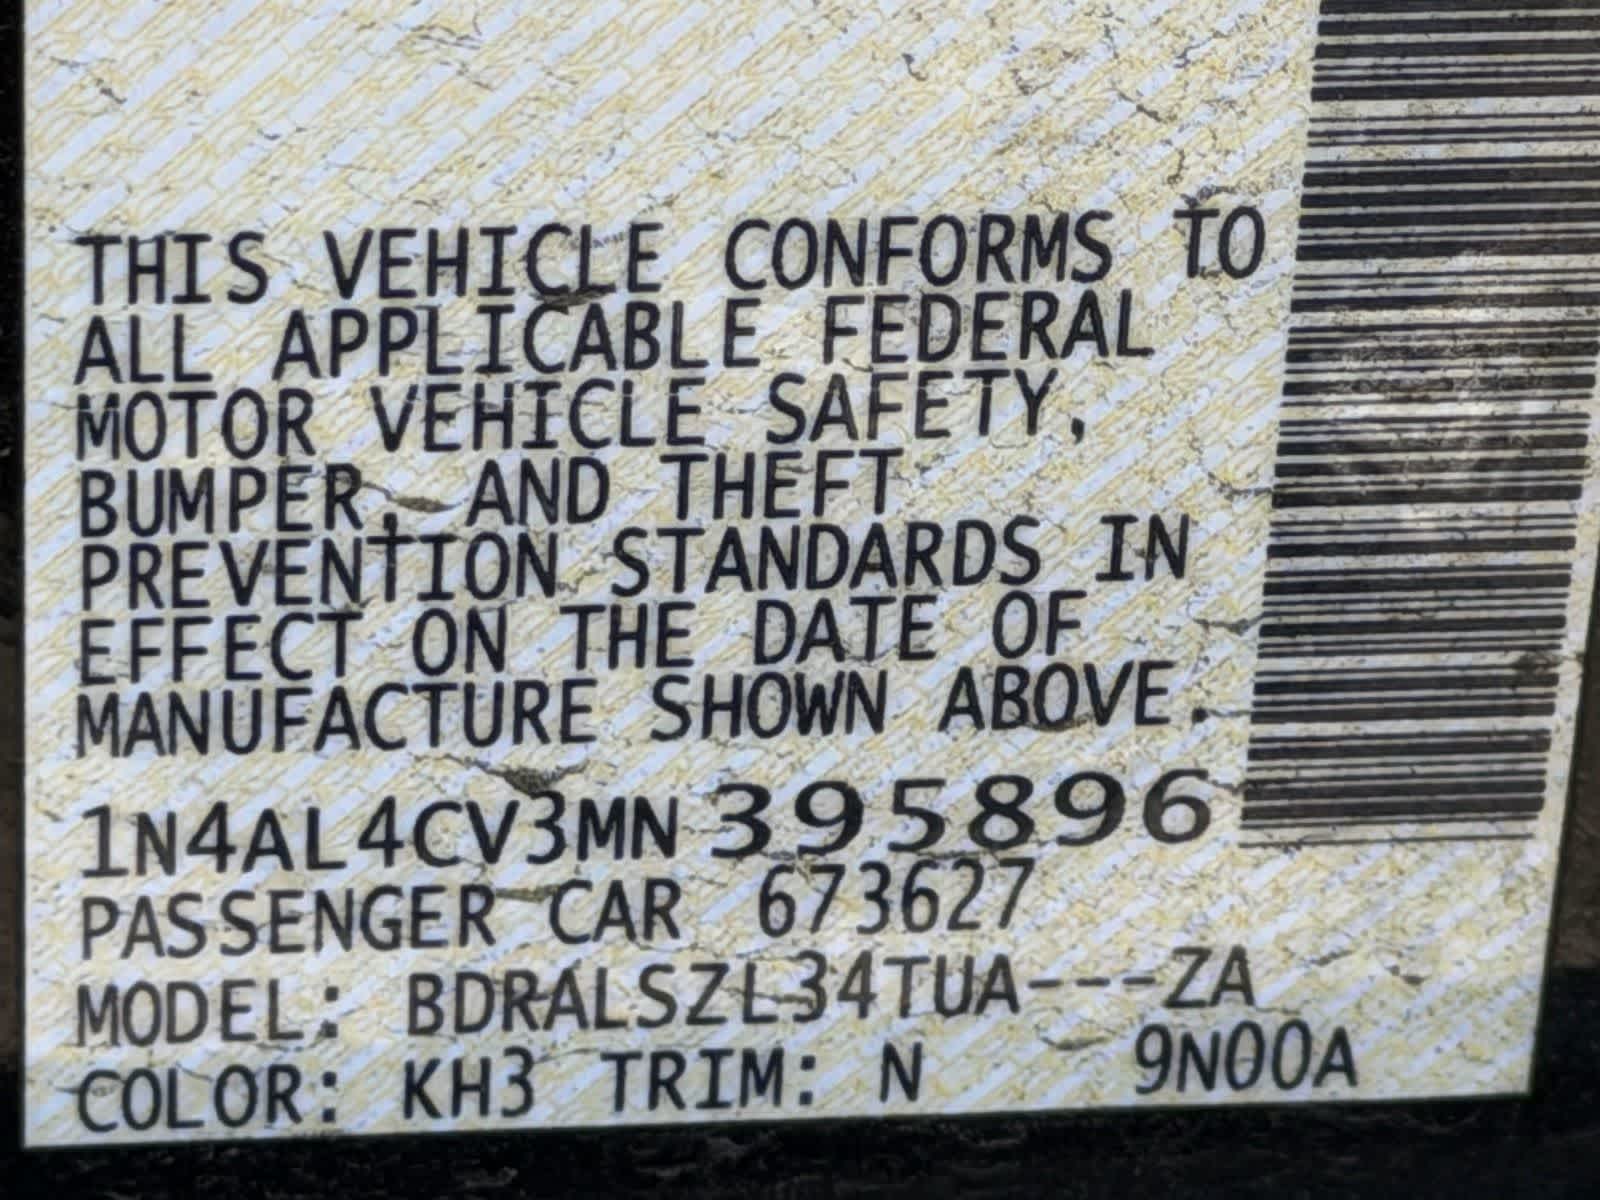 THIS VEHICLE CONFORMS TO
ALL APPLICABLE FEDERAL
MOTOR VEHICLE SAFETY,
BUMPER, AND THEFT
PREVENTION STANDARDS IN
EFFECT ON THE DATE OF
MANUFACTURE SHOWN ABOVE.
1N4AL4CV3MN395896
PASSENGER CAR 673627
MODEL: BDRALSZL34TUA---ZA
COLOR: KH3 TRIM: N 9N00A